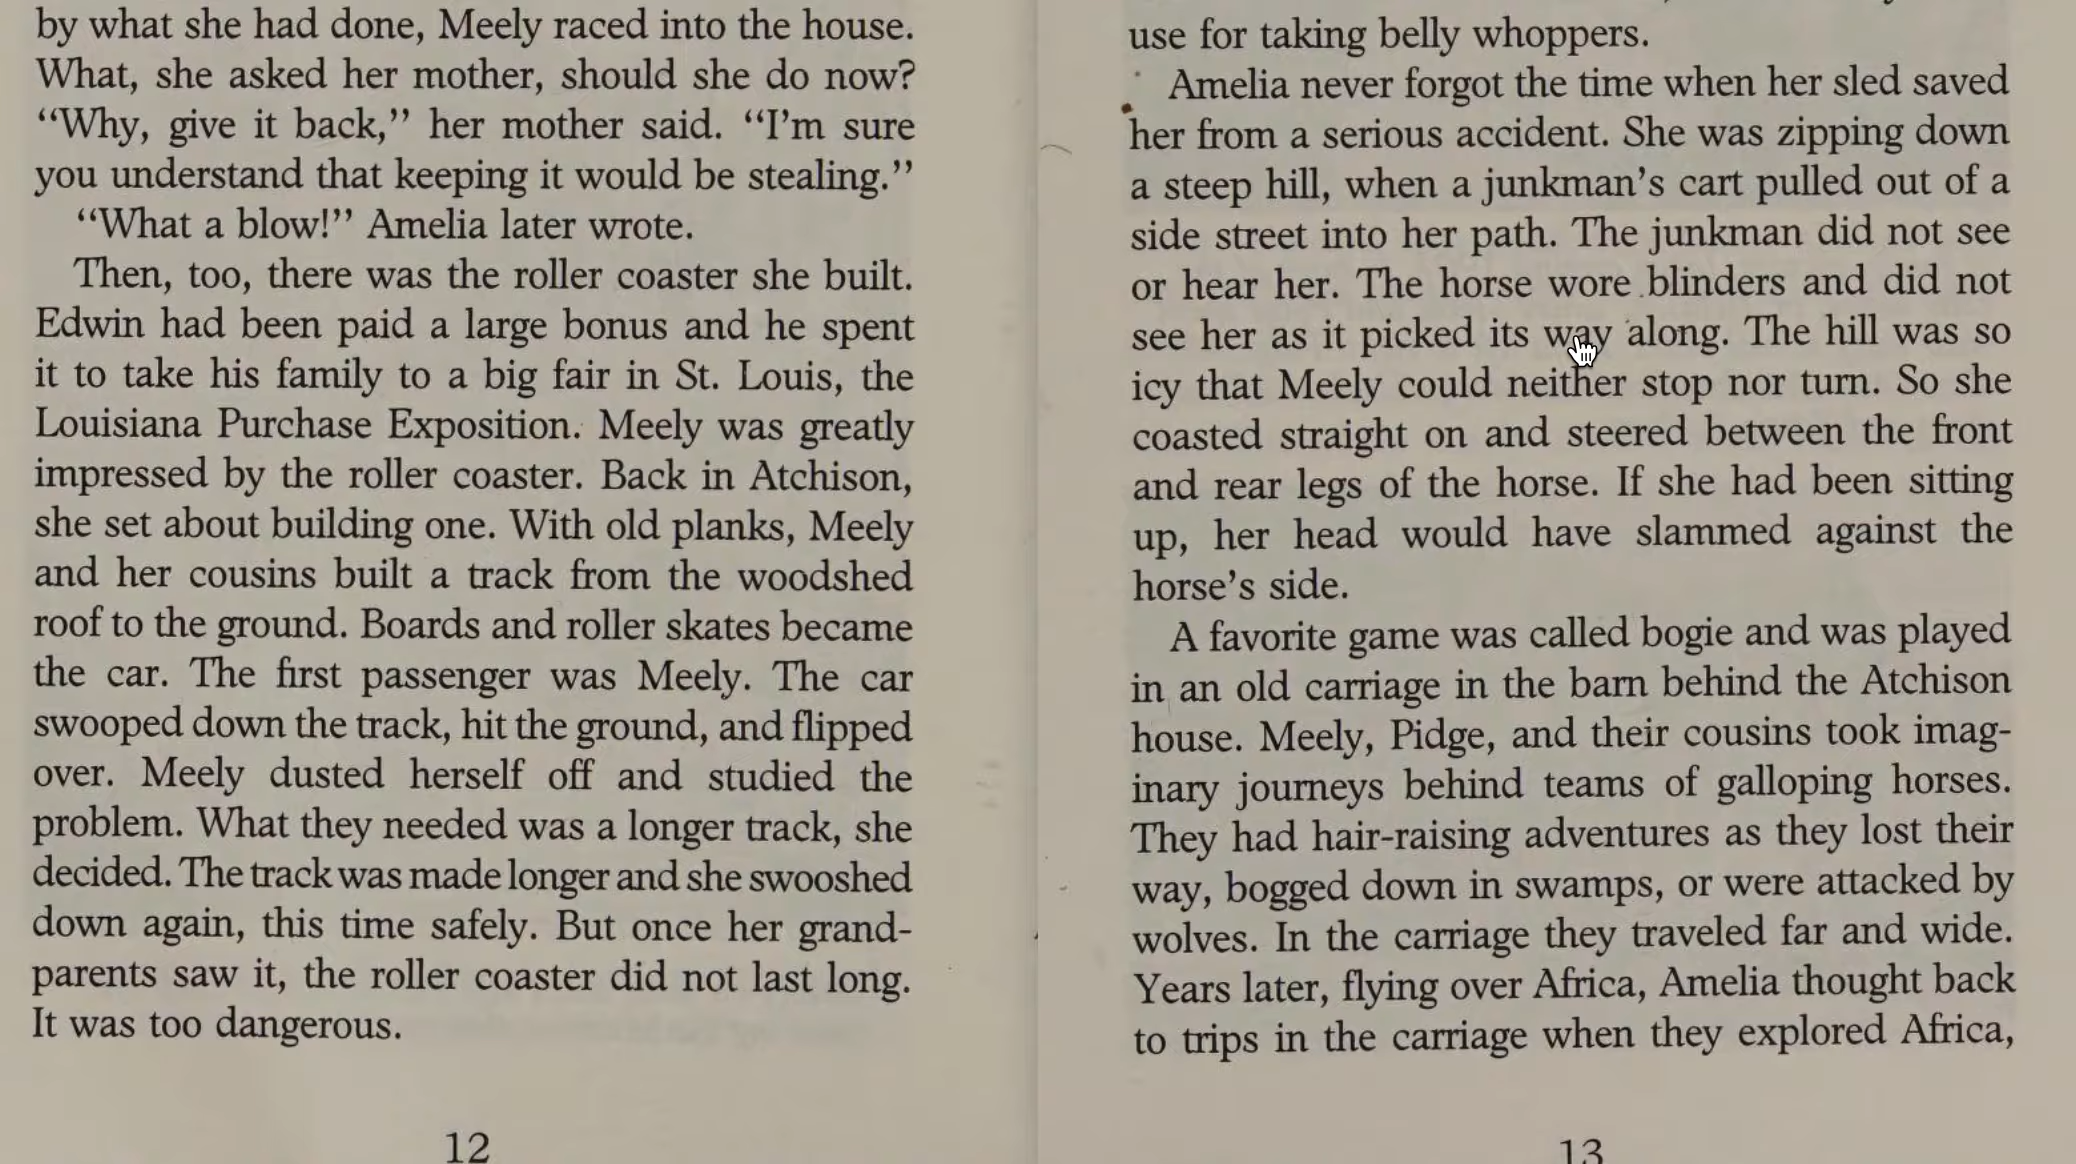 by what she had done, Meely raced into the house.
What, she asked her mother, should she do now?
“Why, give it back,” her mother said. “I’m sure
you understand that keeping it would be stealing.”
“What a blow!” Amelia later wrote.
Then, too, there was the roller coaster she built.
Edwin had been paid a large bonus and he spent
it to take his family to a big fair in St. Louis, the
Louisiana Purchase Exposition. Meely was greatly
impressed by the roller coaster. Back in Atchison,
she set about building one. With old planks, Meely
and her cousins built a track from the woodshed
roof to the ground. Boards and roller skates became
the car. The first passenger was Meely. The car
swooped down the track, hit the ground, and flipped
over. Meely dusted herself off and studied the
problem. What they needed was a longer track, she
decided. The track was made longer and she swooshed
down again, this time safely. But once her grand-
parents saw it, the roller coaster did not last long.
It was too dangerous.
12
use for taking belly whoppers.
Amelia never forgot the time when her sled saved
her from a serious accident. She was zipping down
a steep hill, when a junkman’s cart pulled out of a
side street into her path. The junkman did not see
or hear her. The horse wore blinders and did not
see her as it picked its way along. The hill was so
icy that Meely could neither stop nor turn. So she
coasted straight on and steered between the front
and rear legs of the horse. If she had been sitting
up, her head would have slammed against the
horse’s side.
A favorite game was called bogie and was played
in an old carriage in the barn behind the Atchison
house. Meely, Pidge, and their cousins took imag-
inary journeys behind teams of galloping horses.
They had hair-raising adventures as they lost their
way, bogged down in swamps, or were attacked by
wolves. In the carriage they traveled far and wide.
Years later, flying over Africa, Amelia thought back
to trips in the carriage when they explored Africa,
13